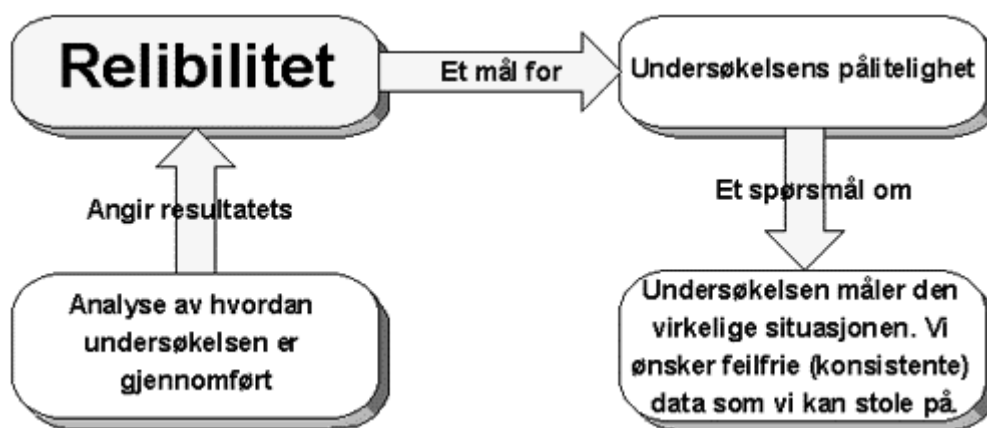 Relibilitet
Et mål for
Undersøkelsens pålitelighet
Angir resultatets
Et spørsmål om
Analyse av hvordan
undersøkelsen er
gjennomført
Undersøkelsen måler den
virkelige situasjonen. Vi
ønsker feilfrie (konsistente)
data som vi kan stole på.